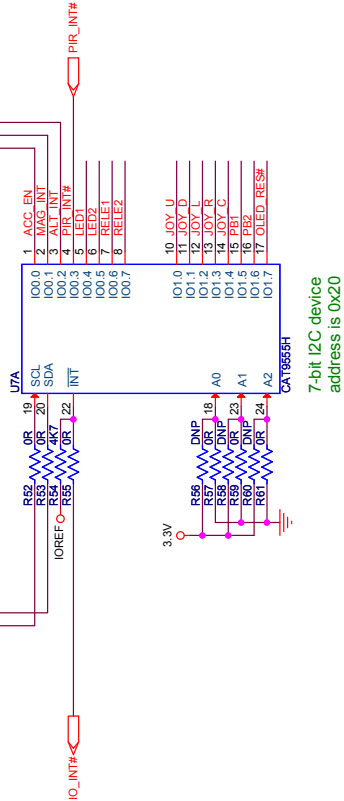 PIR_INT#
1 ACC_EN
2 MAG_INT
3 ALT_INT
4 PIR_INT#
5 LED1
6 LED2
7 RELE1
8 RELE2
10 JOY_U
11 JOY_D
12 JOY_L
13 JOY_R
14 JOY_C
15 PB1
16 PB2
17 OLED_RES#
IO0.0
IO0.1
IO0.2
IO0.3
IO0.4
IO0.5
IO0.6
IO0.7
IO1.0
IO1.1
IO1.2
IO1.3
IO1.4
IO1.5
IO1.6
IO1.7
U7A
SCL
SDA
INT
A0
A1
A2
CAT9555H
19
20
22
18
23
24
R52 0R
R53 0R
R54 4K7
R55 0R
R56 DNP
R57 0R
R58 DNP
R59 0R
R60 DNP
R61 0R
IOREF
3.3V
IO_INT#
7-bit I2C device
address is 0x20